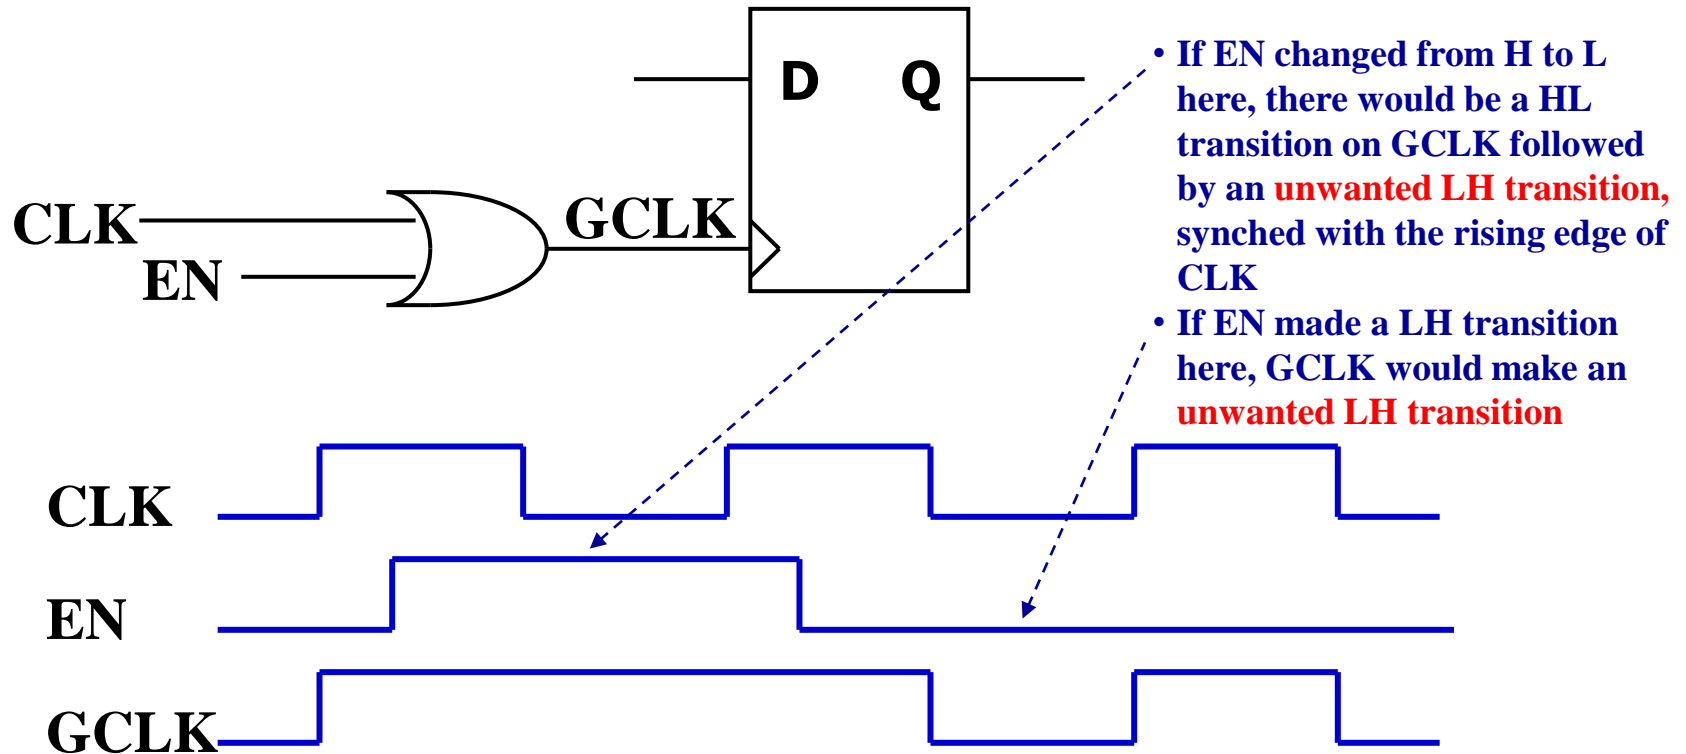 D Q
CLK
EN
GCLK
• If EN changed from H to L
here, there would be a HL
transition on GCLK followed
by an unwanted LH transition,
synched with the rising edge of
CLK
• If EN made a LH transition
here, GCLK would make an
unwanted LH transition
CLK
EN
GCLK